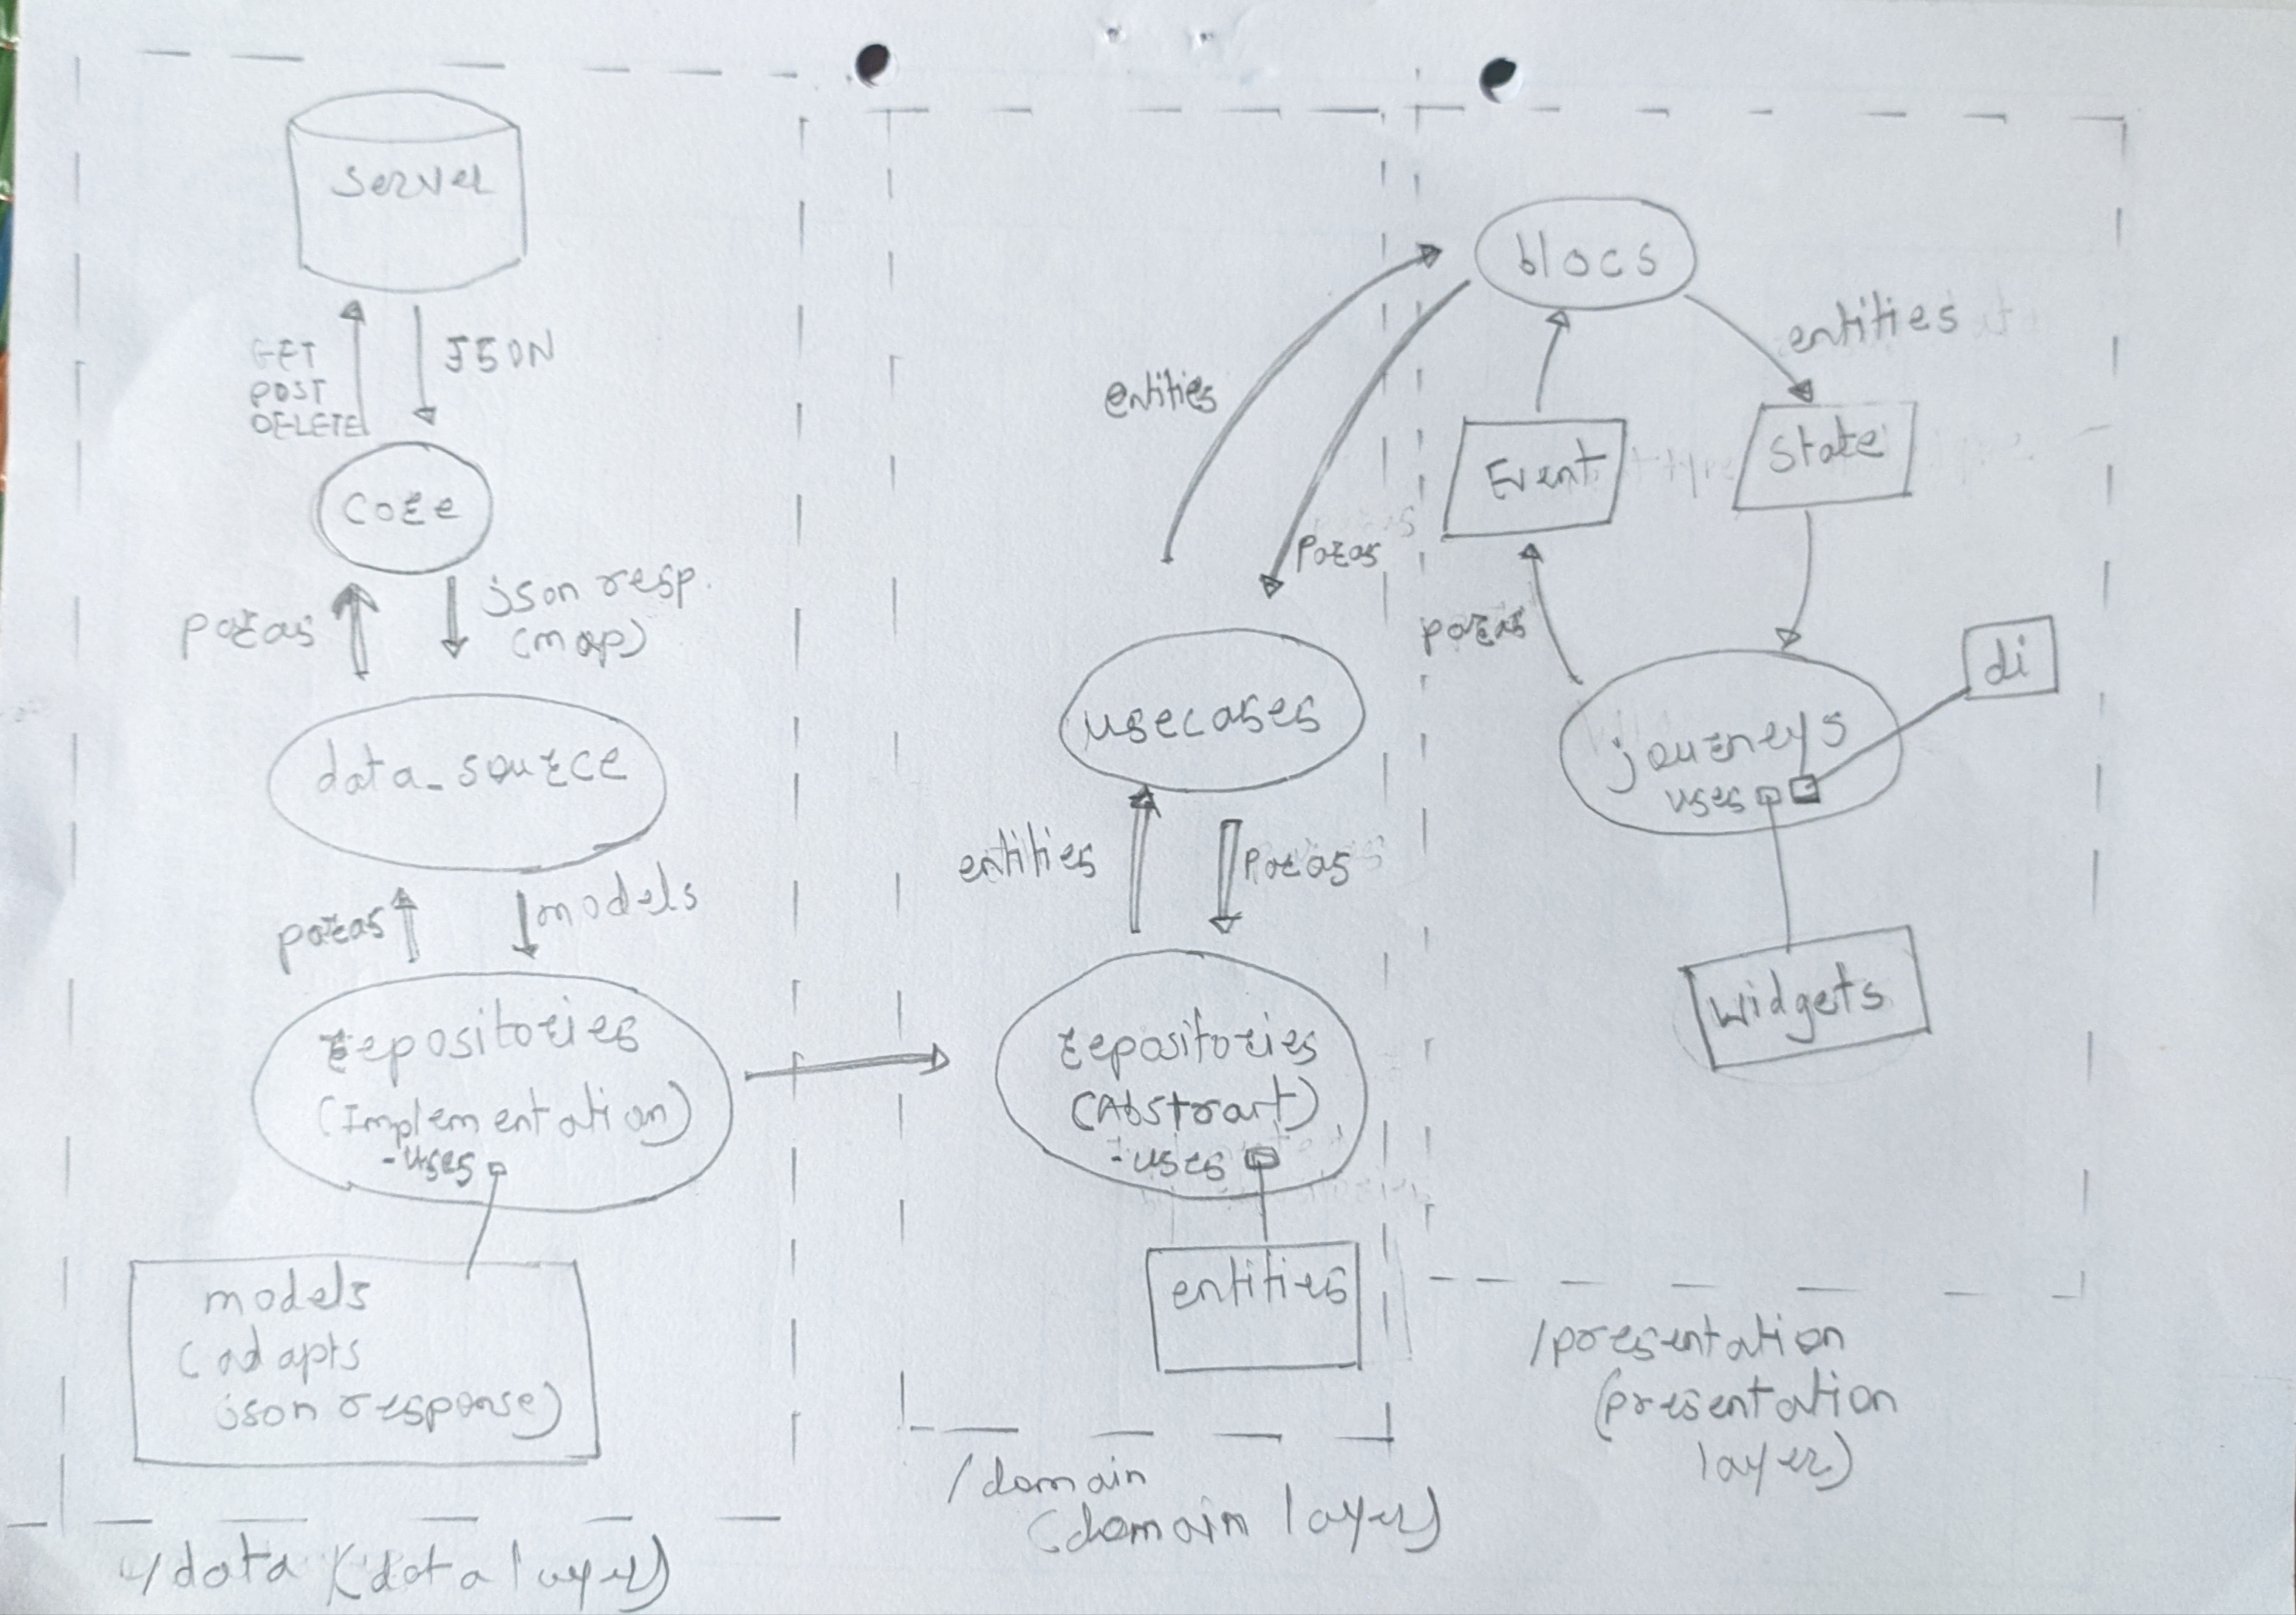 Server
GET
POST
DELETE
JSON
core
paras
json resp.
(map)
data_source
paras
models
repositories
(Implementation)
-uses
models
(adapts
json response)
/data (data layer)
entities
paras
usecases
entities
paras
repositories
(Abstract)
-uses
entities
/domain
(domain layer)
blocs
entities
Event
State
paras
di
journeys
uses
widgets
/presentation
(presentation
layer)